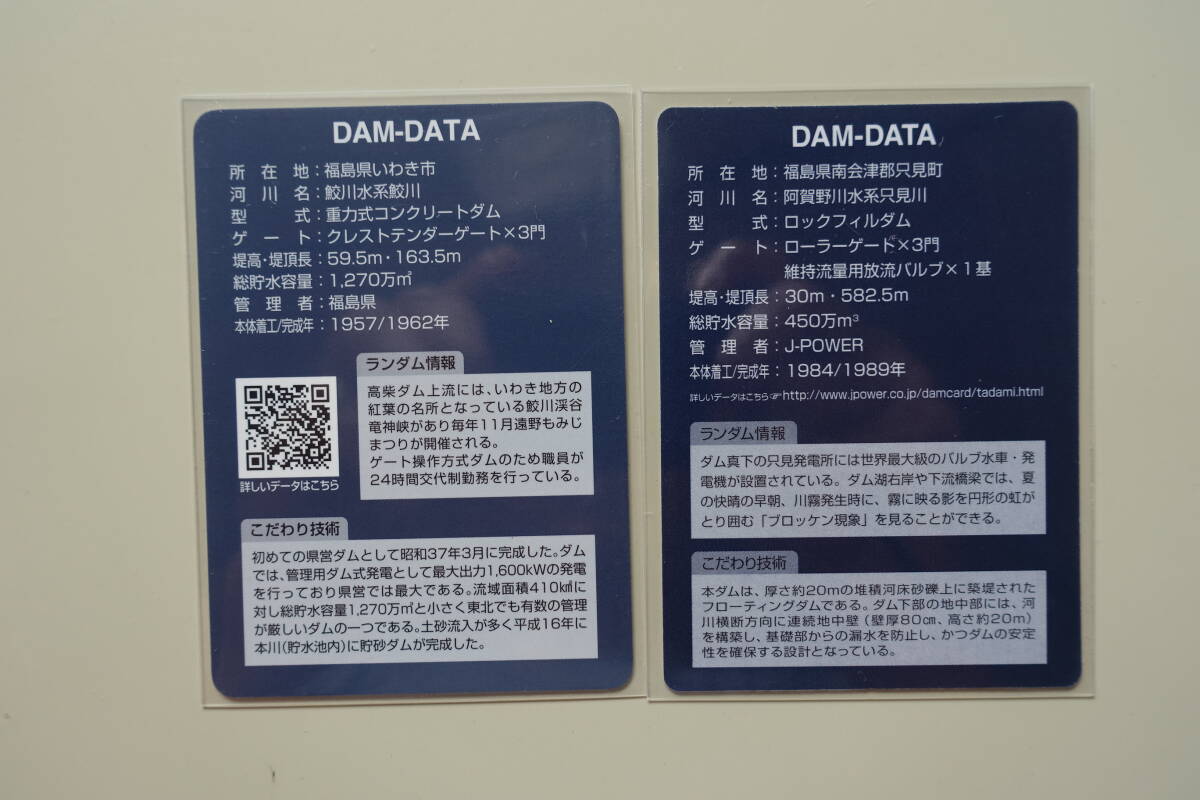 DAM-DATA
所在地：福島県いわき市
河川名：鮫川水系鮫川
型式：重力式コンクリートダム
ゲート：クレストテンダーゲート×3門
堤高・堤頂長：59.5m・163.5m
総貯水容量：1,270万㎥
管理者：福島県
本体着工/完成年：1957/1962年
詳しいデータはこちら
ランダム情報
高柴ダム上流には、いわき地方の
紅葉の名所となっている鮫川渓谷
竜神峡があり毎年11月遠野もみじ
まつりが開催される。
ゲート操作方式ダムのため職員が
24時間交代制勤務を行っている。
こだわり技術
初めての県営ダムとして昭和37年3月に完成した。ダム
では、管理用ダム式発電として最大出力1,600kWの発電
を行っており県営では最大である。流域面積410㎢に
対し総貯水容量1,270万㎥と小さく東北でも有数の管理
が厳しいダムの一つである。土砂流入が多く平成16年に
本川(貯水池内)に貯砂ダムが完成した。
DAM-DATA
所在地：福島県南会津郡只見町
河川名：阿賀野川水系只見川
型式：ロックフィルダム
ゲート：ローラーゲート×3門
維持流量用放流バルブ×1基
堤高・堤頂長：30m・582.5m
総貯水容量：450万m³
管理者：J-POWER
本体着工/完成年：1984/1989年
詳しいデータはこちら☞http://www.jpower.co.jp/damcard/tadami.html
ランダム情報
ダム真下の只見発電所には世界最大級のバルブ水車・発
電機が設置されている。ダム湖右岸や下流橋梁では、夏
の快晴の早朝、川霧発生時に、霧に映る影を円形の虹が
とり囲む「ブロッケン現象」を見ることができる。
こだわり技術
本ダムは、厚さ約20mの堆積河床砂礫上に築堤された
フローティングダムである。ダム下部の地中部には、河
川横断方向に連続地中壁(壁厚80㎝、高さ約20m)
を構築し、基礎部からの漏水を防止し、かつダムの安定
性を確保する設計となっている。